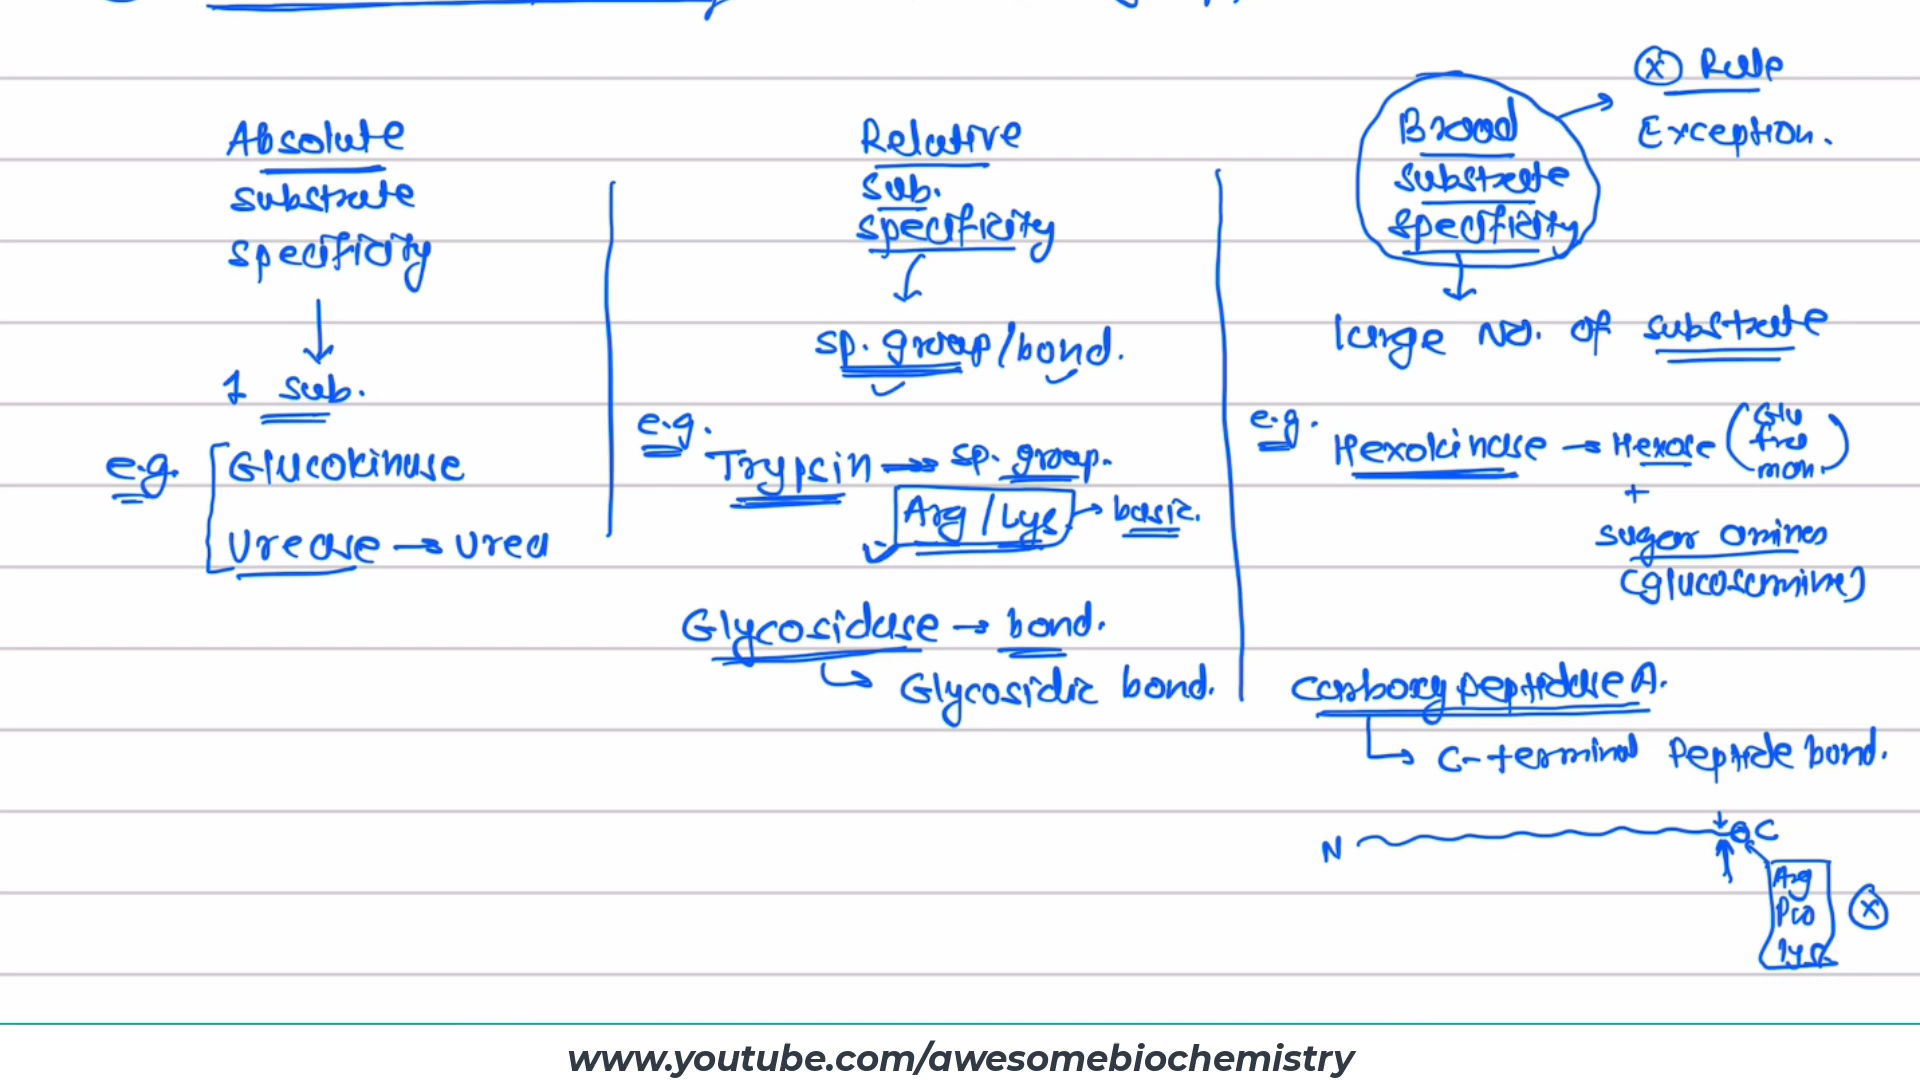 Absolute
substrate
specificity
1 sub.
e.g. Glucokinase
Urease → Urea
Relative
sub.
specificity
sp. group/bond.
e.g.
Trypsin → sp. group.
Arg/Lys → basic.
Glycosidase → bond.
Glycosidic bond.
Broad
substrate
specificity
x Rule
Exception.
large No. of substrate
e.g. Hexokinase → Hexose (Glu
fru
man.)
+
sugar amines
(glucosamine)
Carboxypeptidase A.
C-terminal Peptide bond.
N C
Arg
Pro
Lys
x
www.youtube.com/awesomebiochemistry